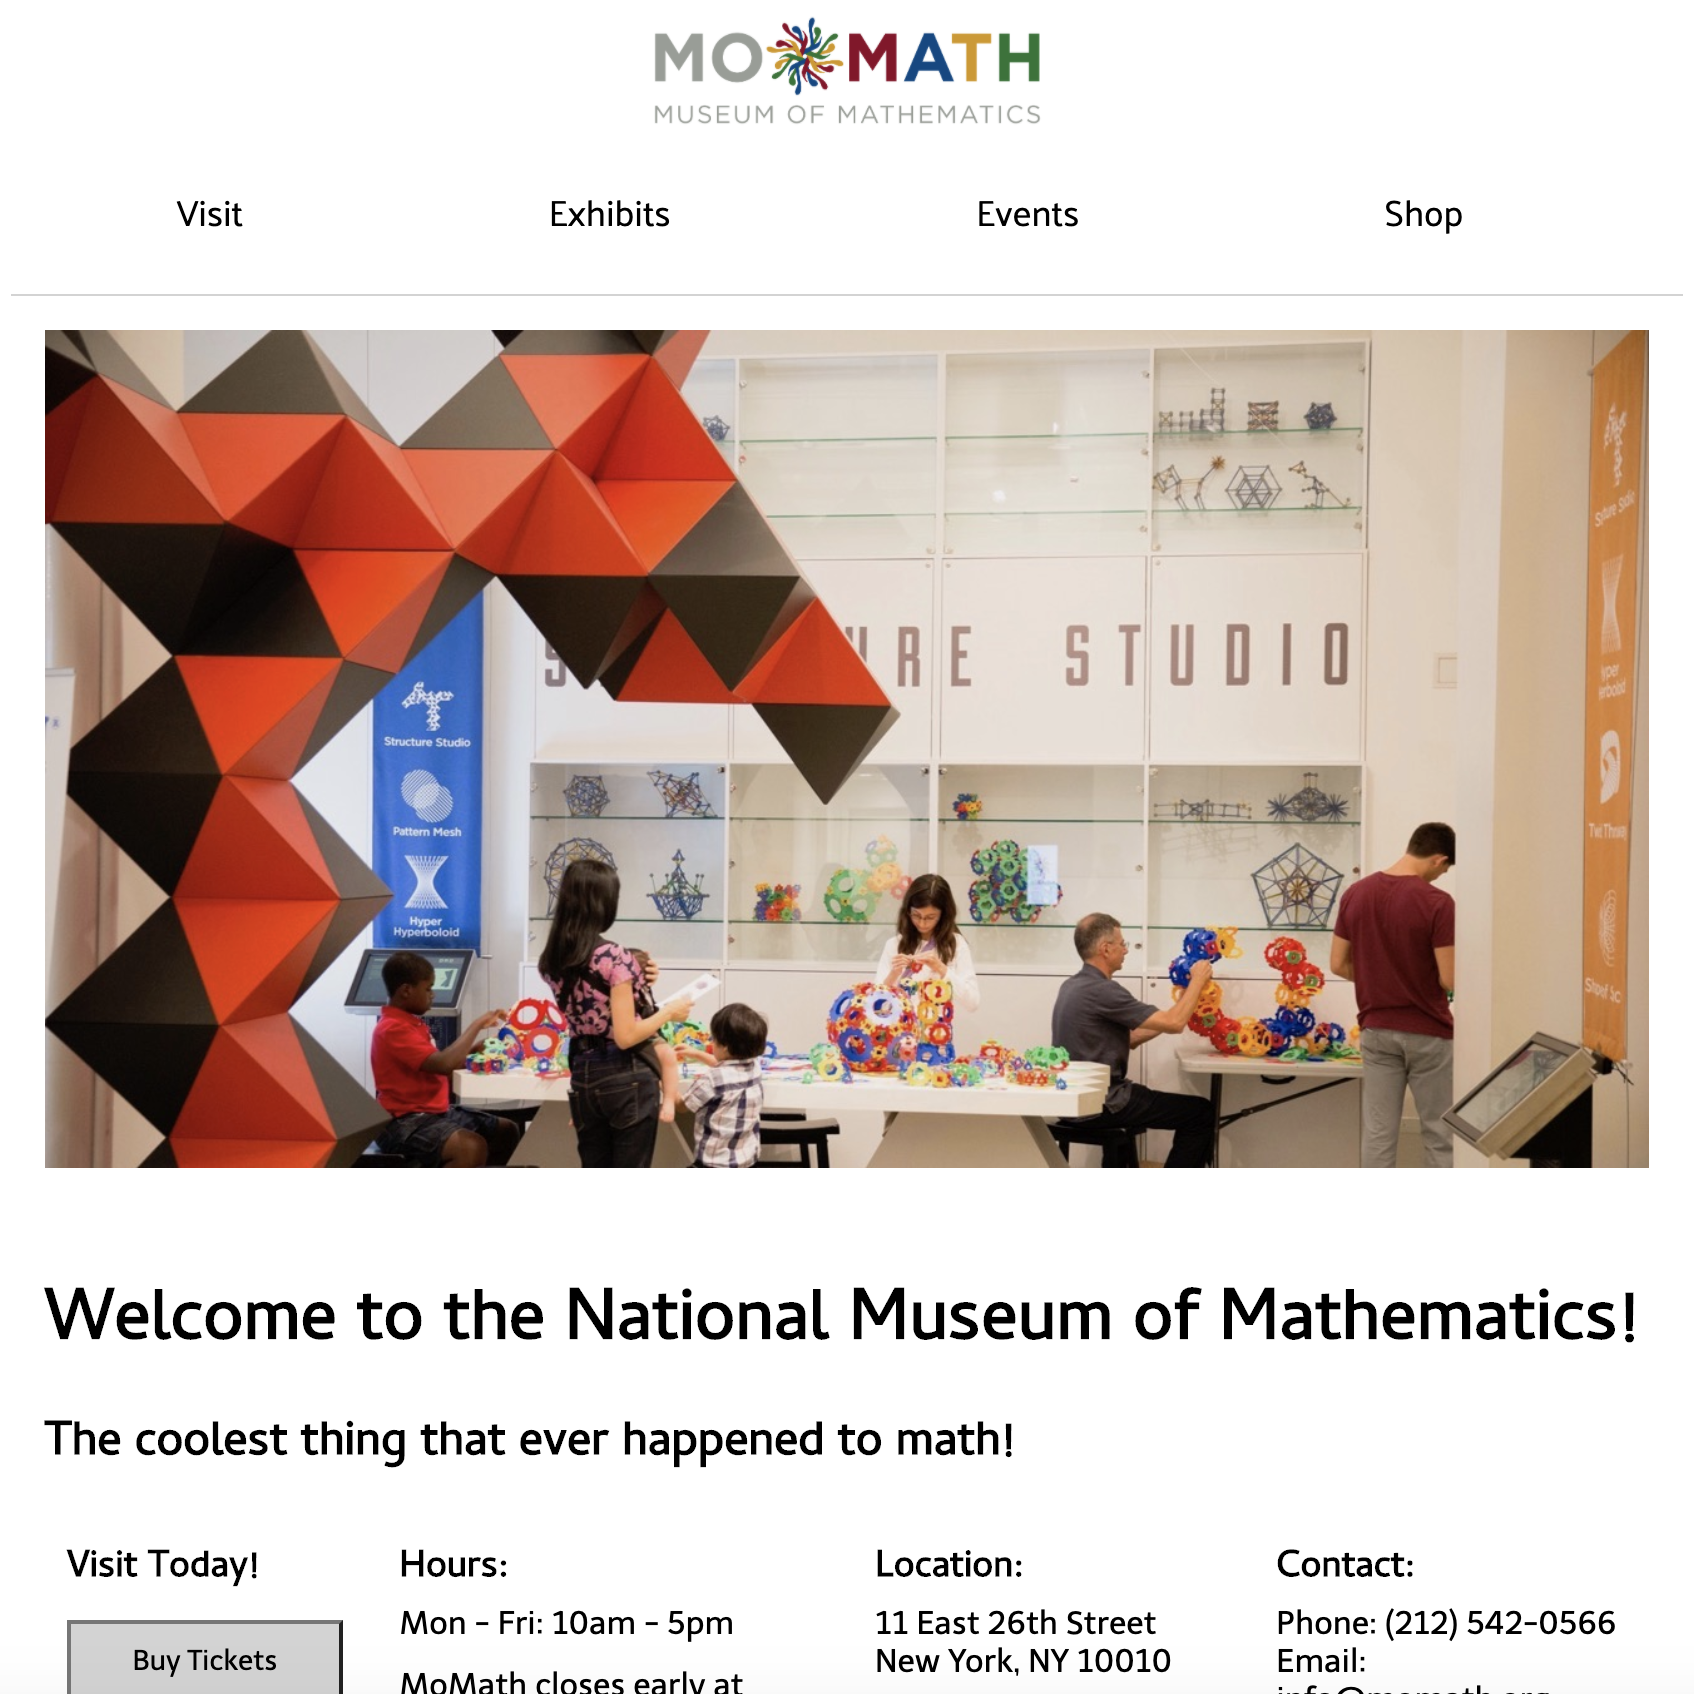 MO MATH
MUSEUM OF MATHEMATICS
Visit Exhibits Events Shop
S URE STUDIO
Structure Studio
Pattern Mesh
Hyper
Hyperboloid
Welcome to the National Museum of Mathematics!
The coolest thing that ever happened to math!
Visit Today!
Buy Tickets
Hours:
Mon - Fri: 10am - 5pm
MoMath closes early at
Location:
11 East 26th Street
New York, NY 10010
Contact:
Phone: (212) 542-0566
Email: